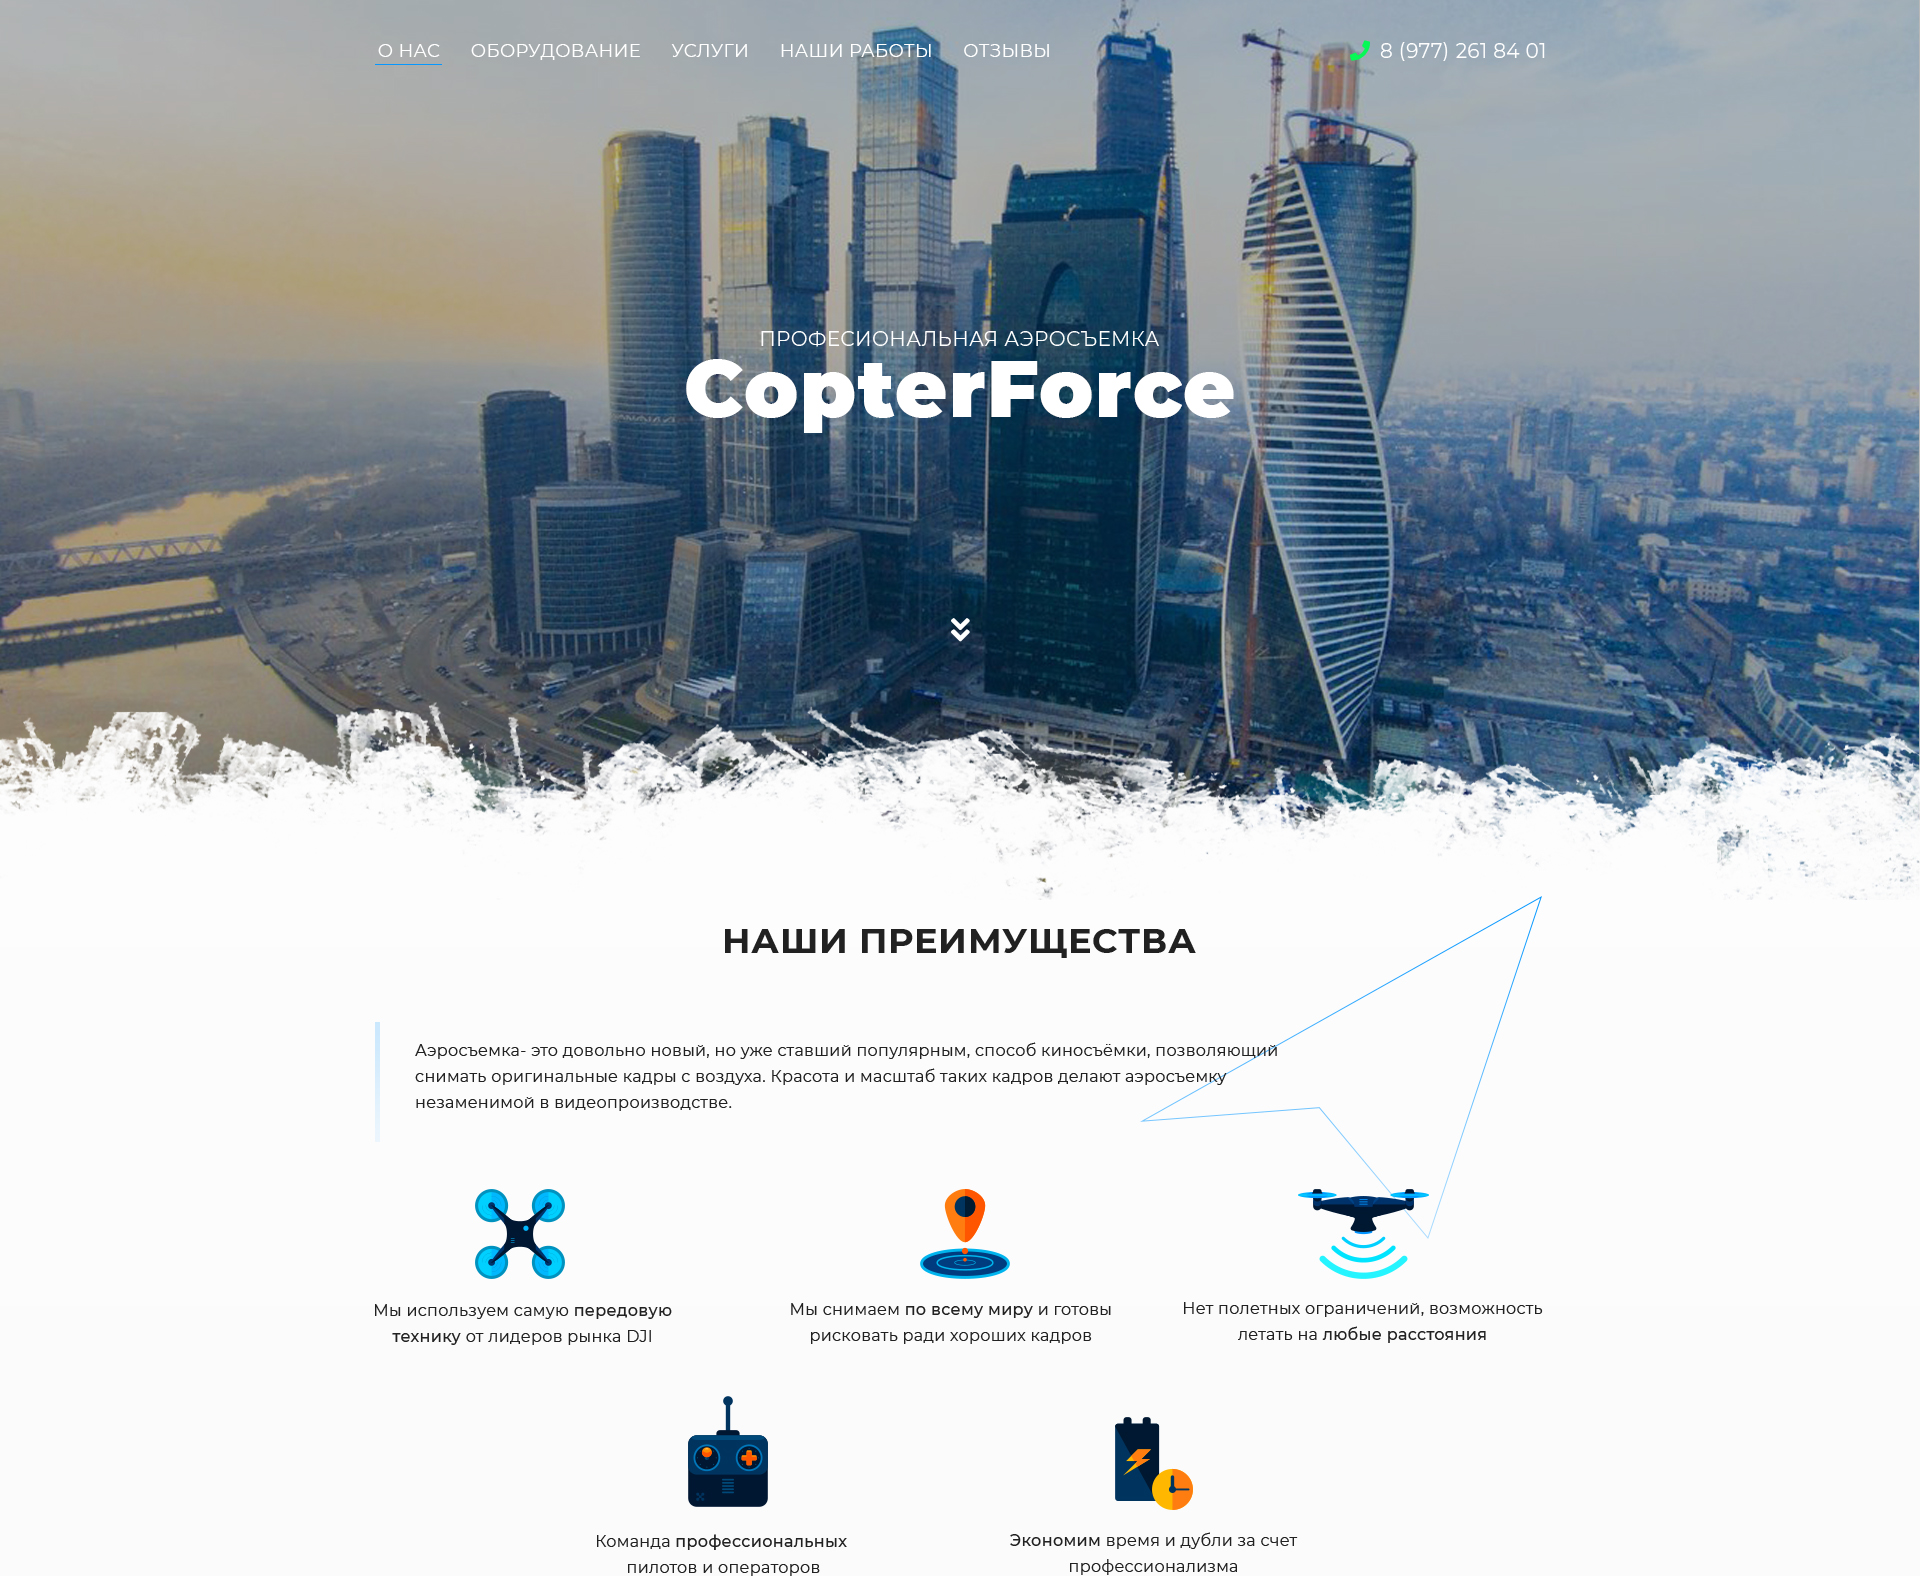 О НАС ОБОРУДОВАНИЕ УСЛУГИ НАШИ РАБОТЫ ОТЗЫВЫ 8 (977) 261 84 01
ПРОФЕСИОНАЛЬНАЯ АЭРОСЪЕМКА
CopterForce
НАШИ ПРЕИМУЩЕСТВА
Аэросъемка- это довольно новый, но уже ставший популярным, способ киносъёмки, позволяющий
снимать оригинальные кадры с воздуха. Красота и масштаб таких кадров делают аэросъемку
незаменимой в видеопроизводстве.
Мы используем самую передовую
технику от лидеров рынка DJI
Мы снимаем по всему миру и готовы
рисковать ради хороших кадров
Нет полетных ограничений, возможность
летать на любые расстояния
Команда профессиональных
пилотов и операторов
Экономим время и дубли за счет
профессионализма